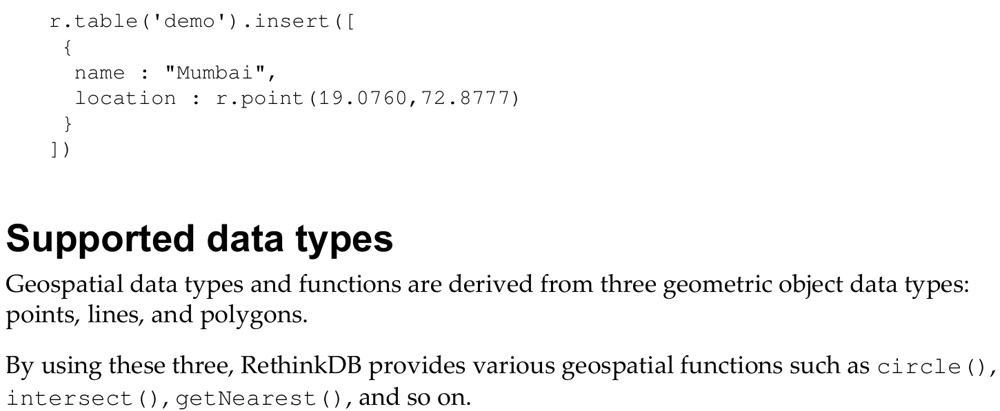 r.table('demo').insert([
{
name : "Mumbai",
location : r.point(19.0760,72.8777)
}
])
Supported data types
Geospatial data types and functions are derived from three geometric object data types:
points, lines, and polygons.
By using these three, RethinkDB provides various geospatial functions such as circle(),
intersect(), getNearest(), and so on.